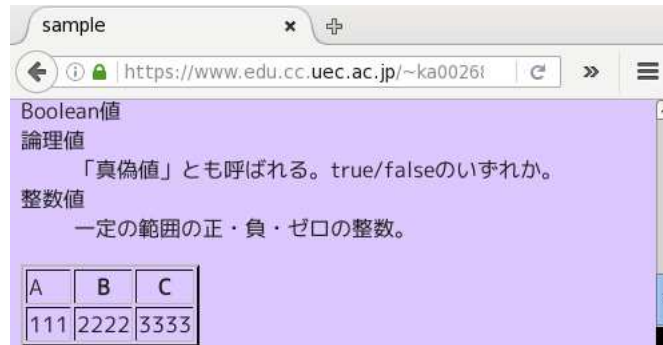 sample
https://www.edu.cc.uec.ac.jp/~ka00268
Boolean値
論理値
「真偽値」とも呼ばれる。true/falseのいずれか。
整数値
一定の範囲の正・負・ゼロの整数。
A B C
111 2222 3333